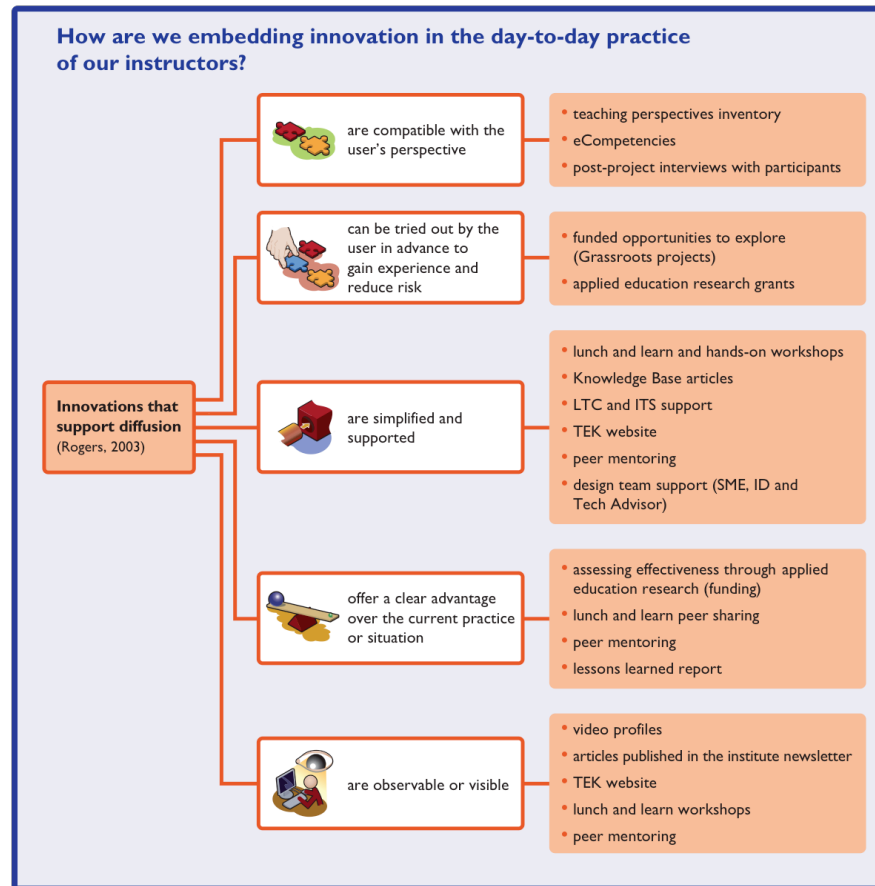 How are we embedding innovation in the day-to-day practice
of our instructors?
Innovations that
support diffusion
(Rogers, 2003)
are compatible with the
user's perspective
• teaching perspectives inventory
• eCompetencies
• post-project interviews with participants
can be tried out by the
user in advance to
gain experience and
reduce risk
• funded opportunities to explore
(Grassroots projects)
• applied education research grants
are simplified and
supported
• lunch and learn and hands-on workshops
• Knowledge Base articles
• LTC and ITS support
• TEK website
• peer mentoring
• design team support (SME, ID and
Tech Advisor)
offer a clear advantage
over the current practice
or situation
• assessing effectiveness through applied
education research (funding)
• lunch and learn peer sharing
• peer mentoring
• lessons learned report
are observable or visible
• video profiles
• articles published in the institute newsletter
• TEK website
• lunch and learn workshops
• peer mentoring